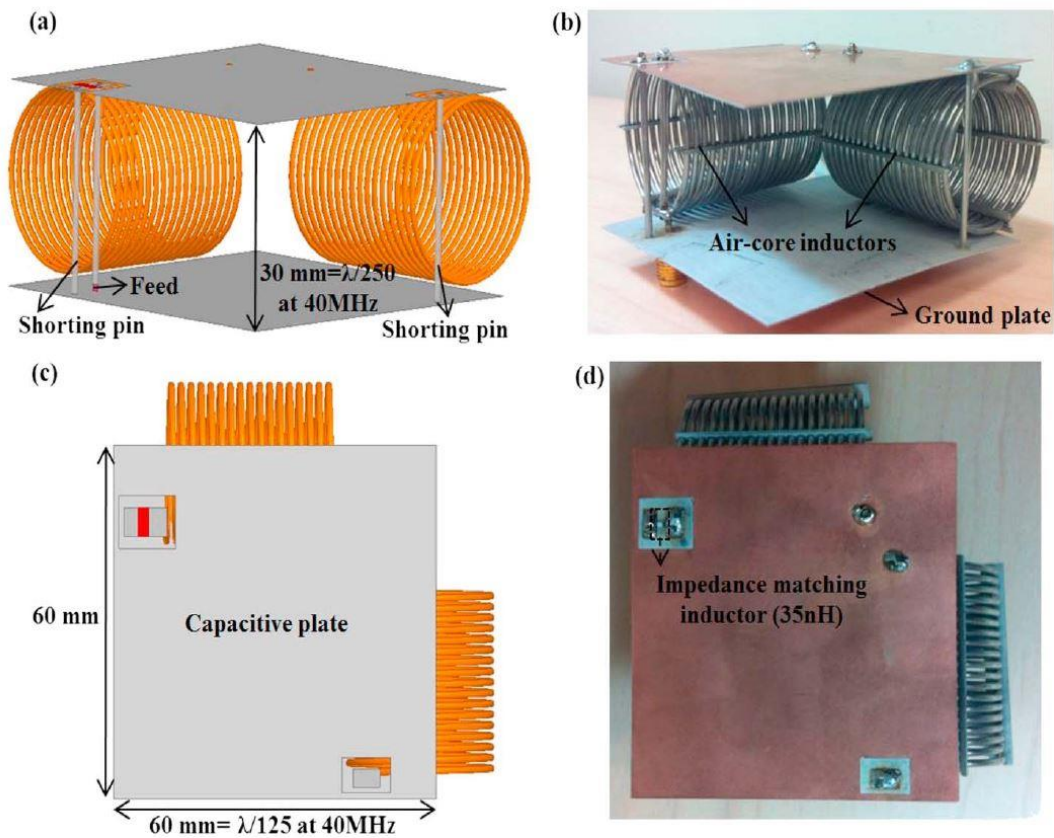 (a)
30 mm=λ/250
at 40MHz
Feed
Shorting pin
Shorting pin
(b)
Air-core inductors
Ground plate
(c)
60 mm
Capacitive plate
60 mm= λ/125 at 40MHz
(d)
Impedance matching
inductor (35nH)